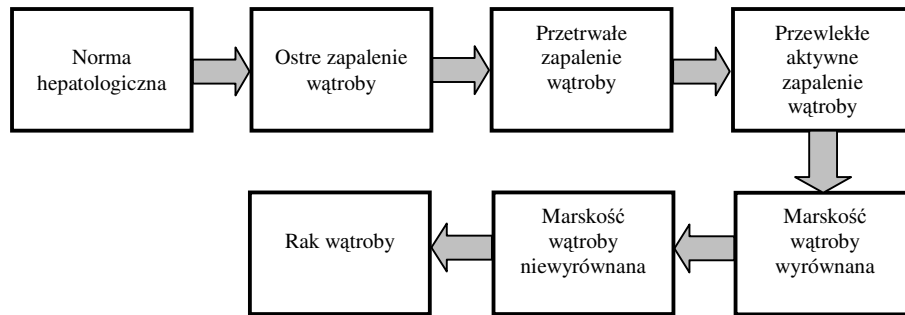 Norma
hepatologiczna
Ostre zapalenie
wątroby
Przetrwałe
zapalenie
wątroby
Przewlekłe
aktywne
zapalenie
wątroby
Marskość
wątroby
wyrównana
Marskość
wątroby
niewyrównana
Rak wątroby